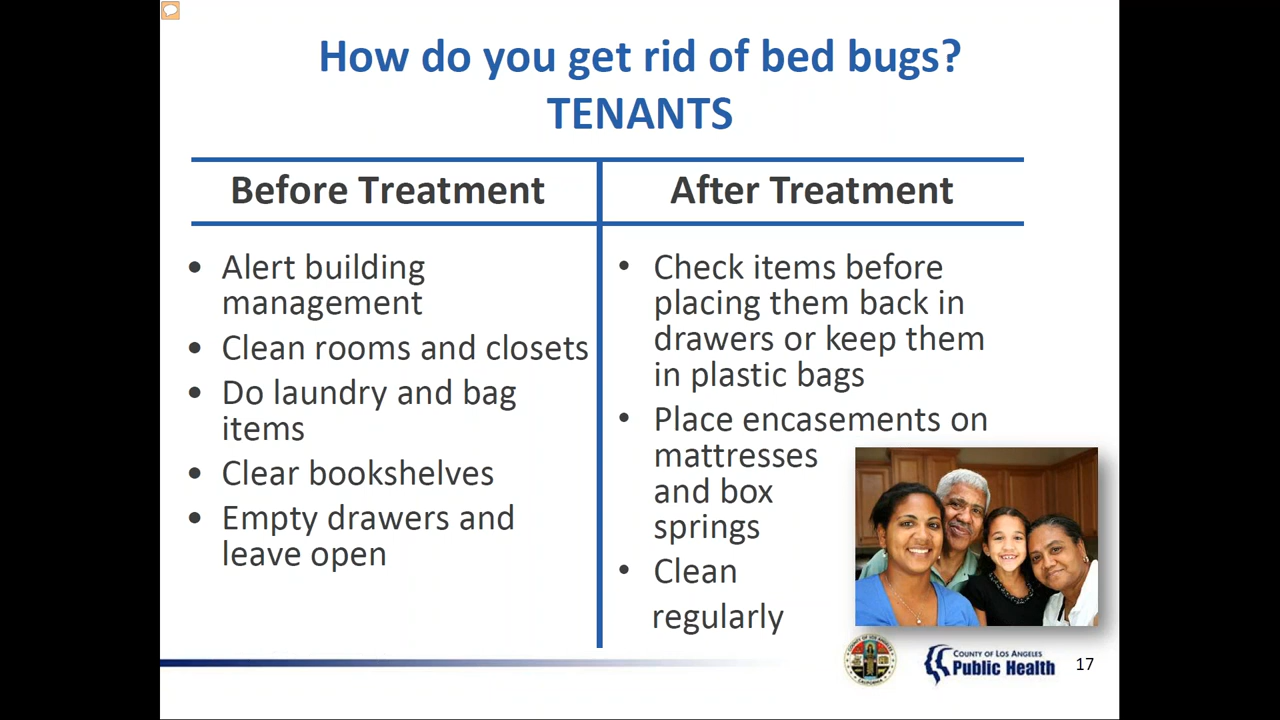 How do you get rid of bed bugs?
TENANTS
Before Treatment
• Alert building
management
• Clean rooms and closets
• Do laundry and bag
items
• Clear bookshelves
• Empty drawers and
leave open
After Treatment
• Check items before
placing them back in
drawers or keep them
in plastic bags
• Place encasements on
mattresses
and box
springs
• Clean
regularly
COUNTY OF LOS ANGELES
Public Health
17